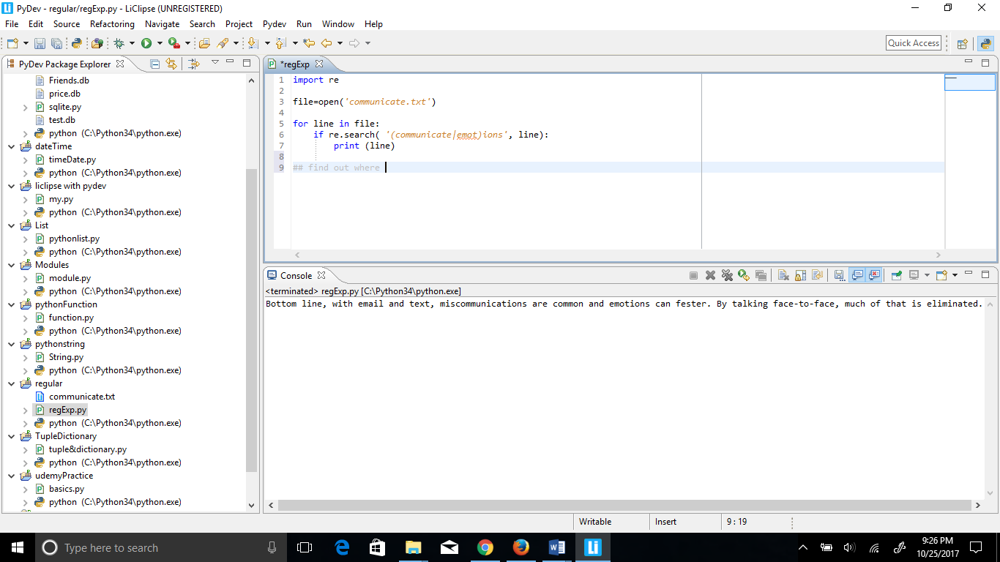 PyDev - regular/regExp.py - LiClipse (UNREGISTERED)
File Edit Source Refactoring Navigate Search Project Pydev Run Window Help
Quick Access
PyDev Package Explorer
Friends.db
price.db
sqlite.py
test.db
python (C:\Python34\python.exe)
dateTime
timeDate.py
python (C:\Python34\python.exe)
liclipse with pydev
my.py
python (C:\Python34\python.exe)
List
pythonlist.py
python (C:\Python34\python.exe)
Modules
module.py
python (C:\Python34\python.exe)
pythonFunction
function.py
python (C:\Python34\python.exe)
pythonstring
String.py
python (C:\Python34\python.exe)
regular
communicate.txt
regExp.py
python (C:\Python34\python.exe)
TupleDictionary
tuple&dictionary.py
python (C:\Python34\python.exe)
udemyPractice
basics.py
python (C:\Python34\python.exe)
*regExp
1 import re
2
3 file=open('communicate.txt')
4
5 for line in file:
6 if re.search( '(communicate|emot)ions', line):
7 print (line)
8
9 ## find out where
Console
<terminated> regExp.py [C:\Python34\python.exe]
Bottom line, with email and text, miscommunications are common and emotions can fester. By talking face-to-face, much of that is eliminated.
Writable Insert 9 : 19
Type here to search
9:26 PM
10/25/2017